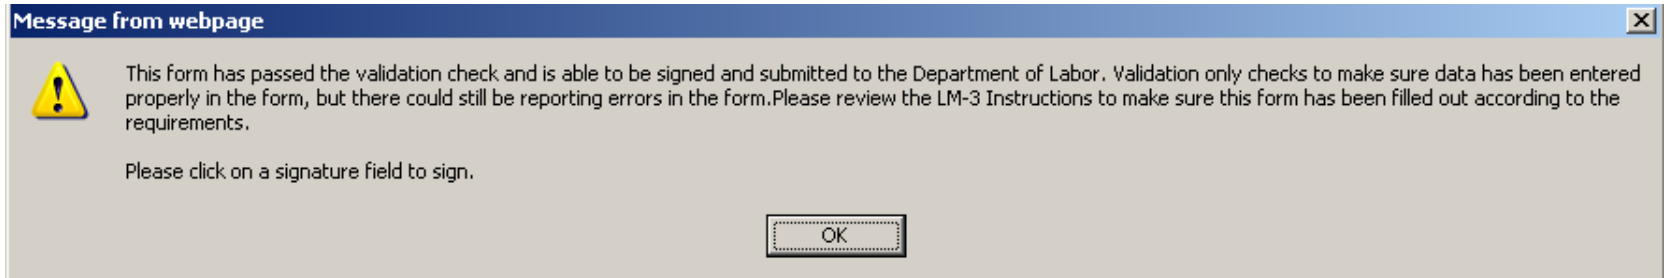 Message from webpage
This form has passed the validation check and is able to be signed and submitted to the Department of Labor. Validation only checks to make sure data has been entered
properly in the form, but there could still be reporting errors in the form.Please review the LM-3 Instructions to make sure this form has been filled out according to the
requirements.
Please click on a signature field to sign.
OK